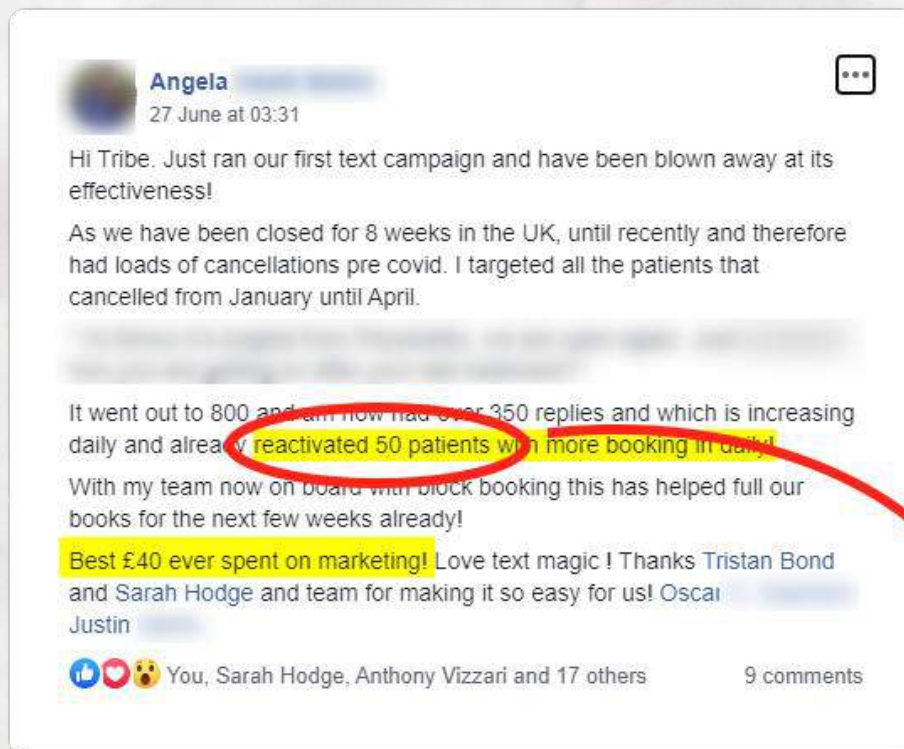 Angela
27 June at 03:31
Hi Tribe. Just ran our first text campaign and have been blown away at its
effectiveness!
As we have been closed for 8 weeks in the UK, until recently and therefore
had loads of cancellations pre covid. I targeted all the patients that
cancelled from January until April.
It went out to 800 and am now had over 350 replies and which is increasing
daily and already reactivated 50 patients with more booking in daily!
With my team now on board with block booking this has helped full our
books for the next few weeks already!
Best £40 ever spent on marketing! Love text magic ! Thanks Tristan Bond
and Sarah Hodge and team for making it so easy for us! Oscar
Justin
You, Sarah Hodge, Anthony Vizzari and 17 others 9 comments